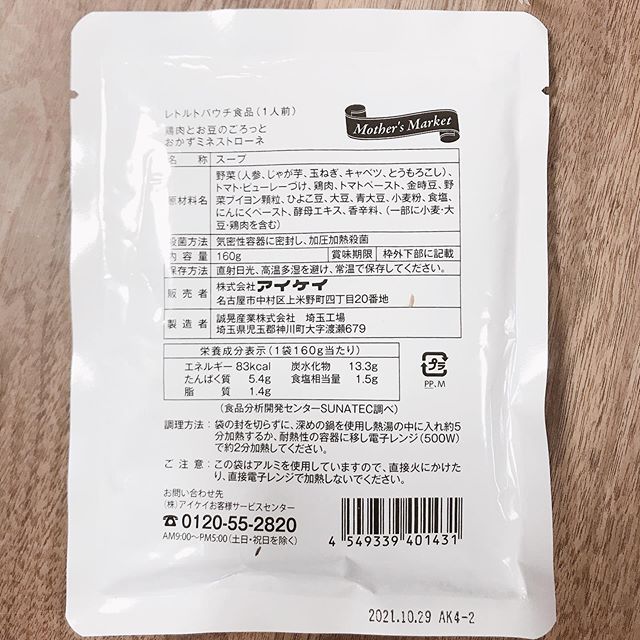 レトルトパウチ食品(1人前)
鶏肉とお豆のごろっと
おかずミネストローネ
Mother's Market
名称 スープ
原材料名 野菜(人参、じゃが芋、玉ねぎ、キャベツ、とうもろこし)、
トマト・ピューレーづけ、鶏肉、トマトペースト、金時豆、野
菜ブイヨン顆粒、ひよこ豆、大豆、青大豆、小麦粉、食塩、
にんにくペースト、酵母エキス、香辛料、(一部に小麦・大
豆・鶏肉を含む)
殺菌方法 気密性容器に密封し、加圧加熱殺菌
内容量 160g 賞味期限 枠外下部に記載
保存方法 直射日光、高温多湿を避け、常温で保存してください。
販売者 株式会社アイケイ
名古屋市中村区上米野町四丁目20番地
製造者 誠晃産業株式会社 埼玉工場
埼玉県児玉郡神川町大字渡瀬679
栄養成分表示(1袋160g当たり)
エネルギー 83kcal 炭水化物 13.3g
たんぱく質 5.4g 食塩相当量 1.5g
脂質 1.4g
(食品分析開発センターSUNATEC調べ)
プラ
PP、M
調理方法: 袋の封を切らずに、深めの鍋を使用し熱湯の中に入れ約5
分加熱するか、耐熱性の容器に移し電子レンジ(500W)
で約2分加熱してください。
ご注意: この袋はアルミを使用していますので、直接火にかけた
り、直接電子レンジで加熱しないでください。
お問い合わせ先
(株)アイケイお客様サービスセンター
0120-55-2820
AM9:00〜PM5:00(土日・祝日を除く)
4 549339 401431
2021.10.29 AK4-2